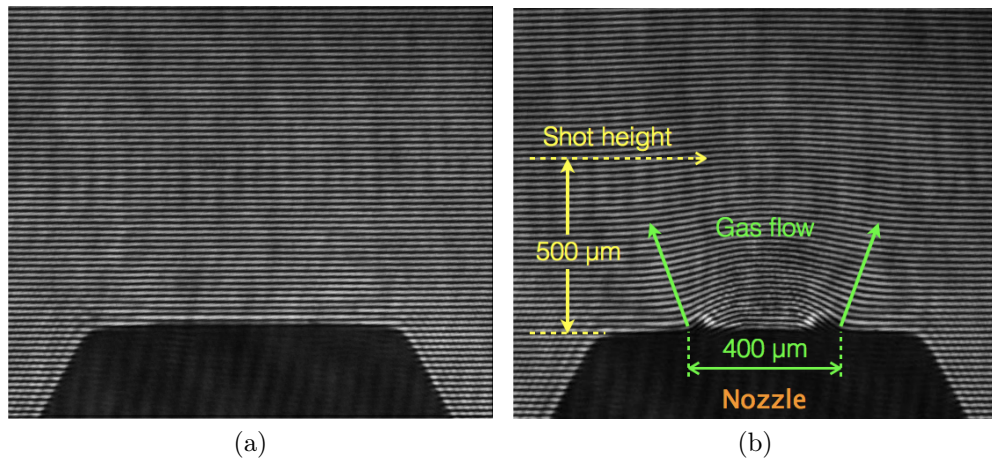 Shot height
Gas flow
500 µm
400 µm
Nozzle
(a)
(b)